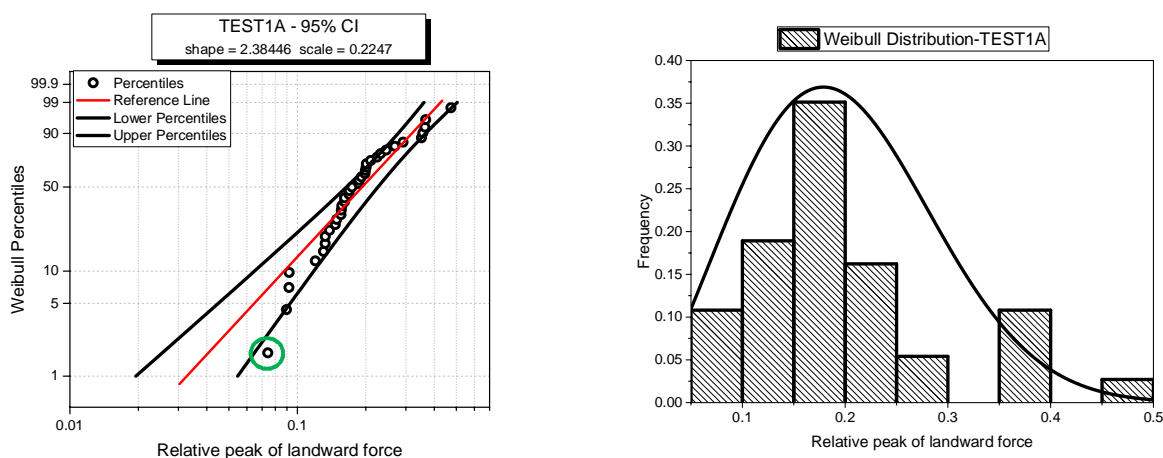 TEST1A - 95% CI
shape = 2.38446 scale = 0.2247
Percentiles
Reference Line
Lower Percentiles
Upper Percentiles
99.9
99
90
50
10
5
1
Weibull Percentiles
0.01
0.1
Relative peak of landward force
Weibull Distribution-TEST1A
0.40
0.35
0.30
0.25
0.20
0.15
0.10
0.05
0.00
Frequency
0.1
0.2
0.3
0.4
0.5
Relative peak of landward force